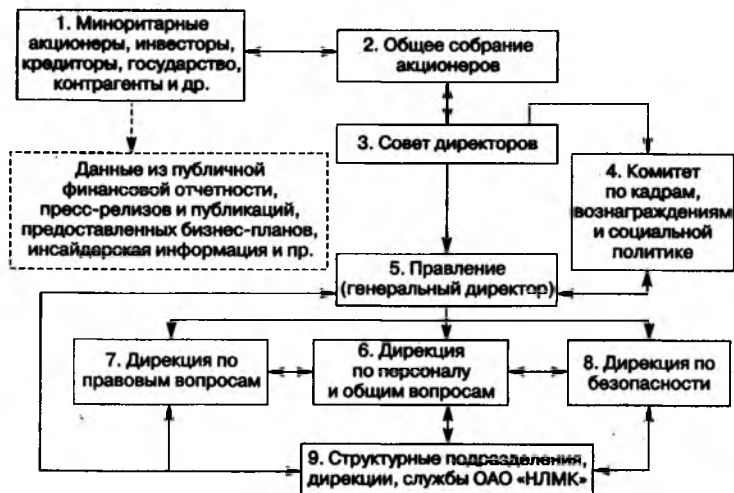 1. Миноритарные
акционеры, инвесторы,
кредиторы, государство,
контрагенты и др.
2. Общее собрание
акционеров
3. Совет директоров
Данные из публичной
финансовой отчетности,
пресс-релизов и публикаций,
предоставленных бизнес-планов,
инсайдерская информация и пр.
4. Комитет
по кадрам,
вознаграждениям
и социальной
политике
5. Правление
(генеральный директор)
7. Дирекция по
правовым вопросам
6. Дирекция
по персоналу
и общим вопросам
8. Дирекция по
безопасности
9. Структурные подразделения,
дирекции, службы ОАО «НЛМК»